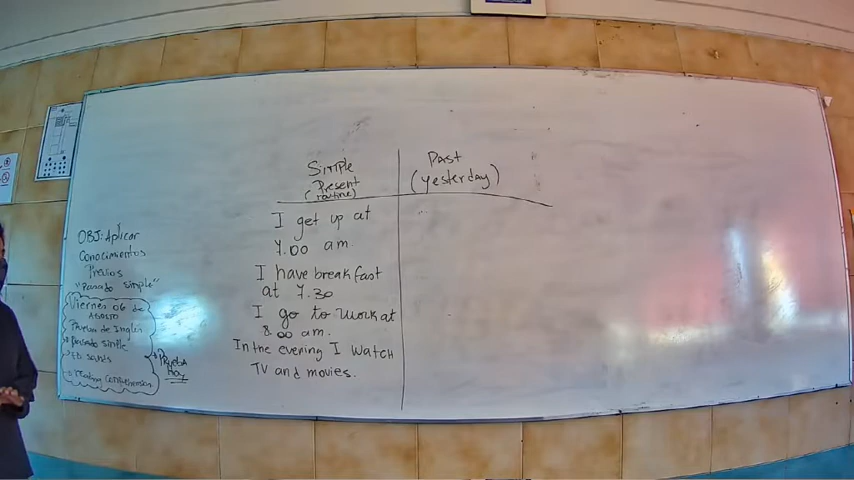 OBJ: Aplicar
Conocimientos
Previos
"Pasado simple"
Viernes 06 de
AGOSTO
Prueba de Inglés
Pasado simple
ED
reading Comprehension
Prueba
Hoy
Simple
(Present
routine)
I get up at
7.00 am.
I have breakfast
at 7.30
I go to work at
8.00 am.
In the evening I watch
TV and movies.
Past
(yesterday)
...